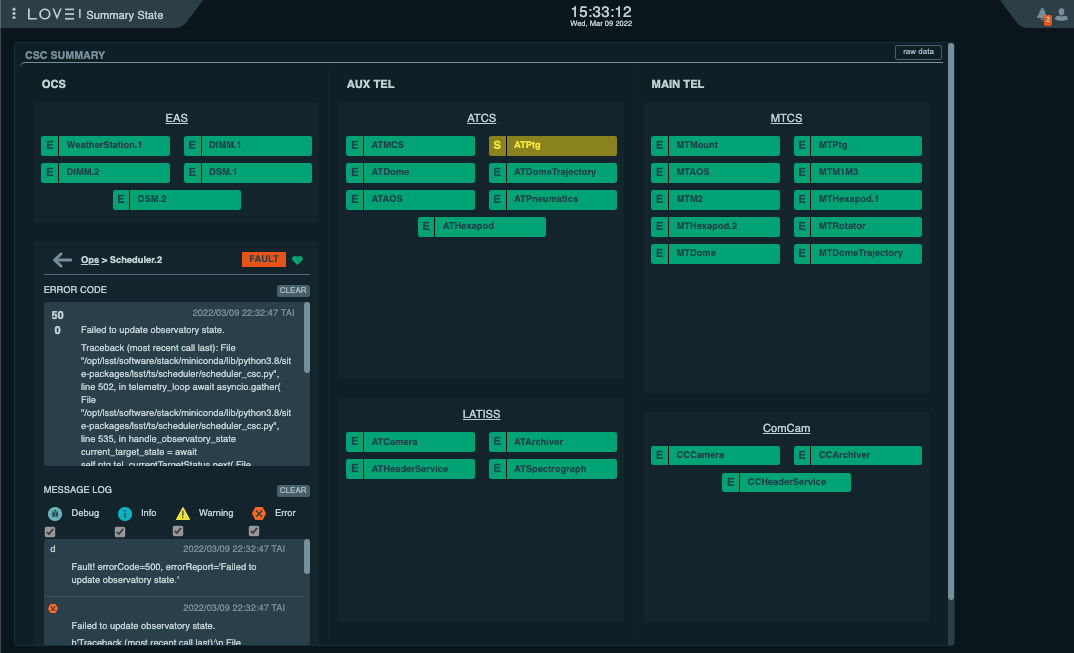 LOVE Summary State
15:33:12
Wed, Mar 09 2022
2
CSC SUMMARY
raw data
OCS
EAS
E WeatherStation.1
E DIMM.1
E DIMM.2
E DSM.1
E DSM.2
Ops > Scheduler.2
FAULT
ERROR CODE
CLEAR
50
0
2022/03/09 22:32:47 TAI
Failed to update observatory state.
Traceback (most recent call last): File
"/opt/lsst/software/stack/miniconda/lib/python3.8/sit
e-packages/lsst/ts/scheduler/scheduler_csc.py",
line 502, in telemetry_loop await asyncio.gather(
File
"/opt/lsst/software/stack/miniconda/lib/python3.8/sit
e-packages/lsst/ts/scheduler/scheduler_csc.py",
line 535, in handle_observatory_state
current_target_state = await
self.ptg.tel_currentTargetStatus.next( File
MESSAGE LOG
CLEAR
Debug
Info
Warning
Error
d
2022/03/09 22:32:47 TAI
Fault! errorCode=500, errorReport='Failed to
update observatory state.'
2022/03/09 22:32:47 TAI
Failed to update observatory state.
b'Traceback (most recent call last):\n File
AUX TEL
ATCS
E ATMCS
S ATPtg
E ATDome
E ATDomeTrajectory
E ATAOS
E ATPneumatics
E ATHexapod
LATISS
E ATCamera
E ATArchiver
E ATHeaderService
E ATSpectrograph
MAIN TEL
MTCS
E MTMount
E MTPtg
E MTAOS
E MTM1M3
E MTM2
E MTHexapod.1
E MTHexapod.2
E MTRotator
E MTDome
E MTDomeTrajectory
ComCam
E CCCamera
E CCArchiver
E CCHeaderService